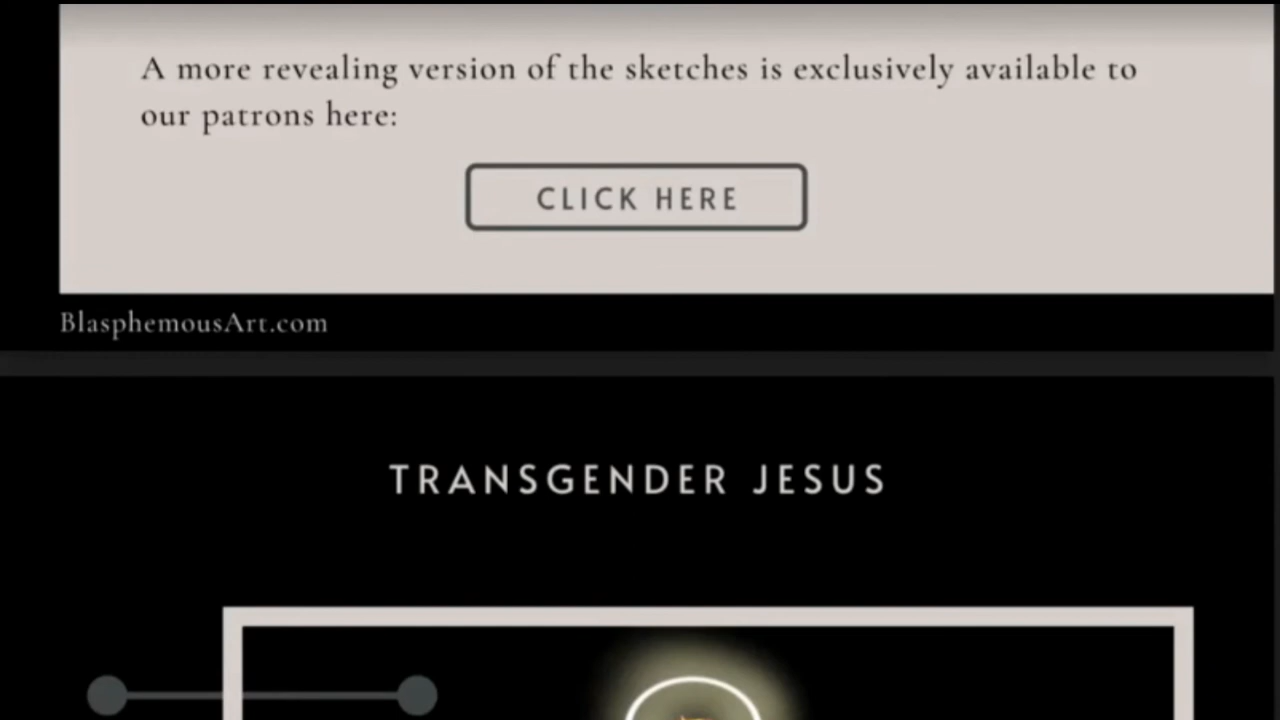 A more revealing version of the sketches is exclusively available to
our patrons here:
CLICK HERE
BlasphemousArt.com
TRANSGENDER JESUS